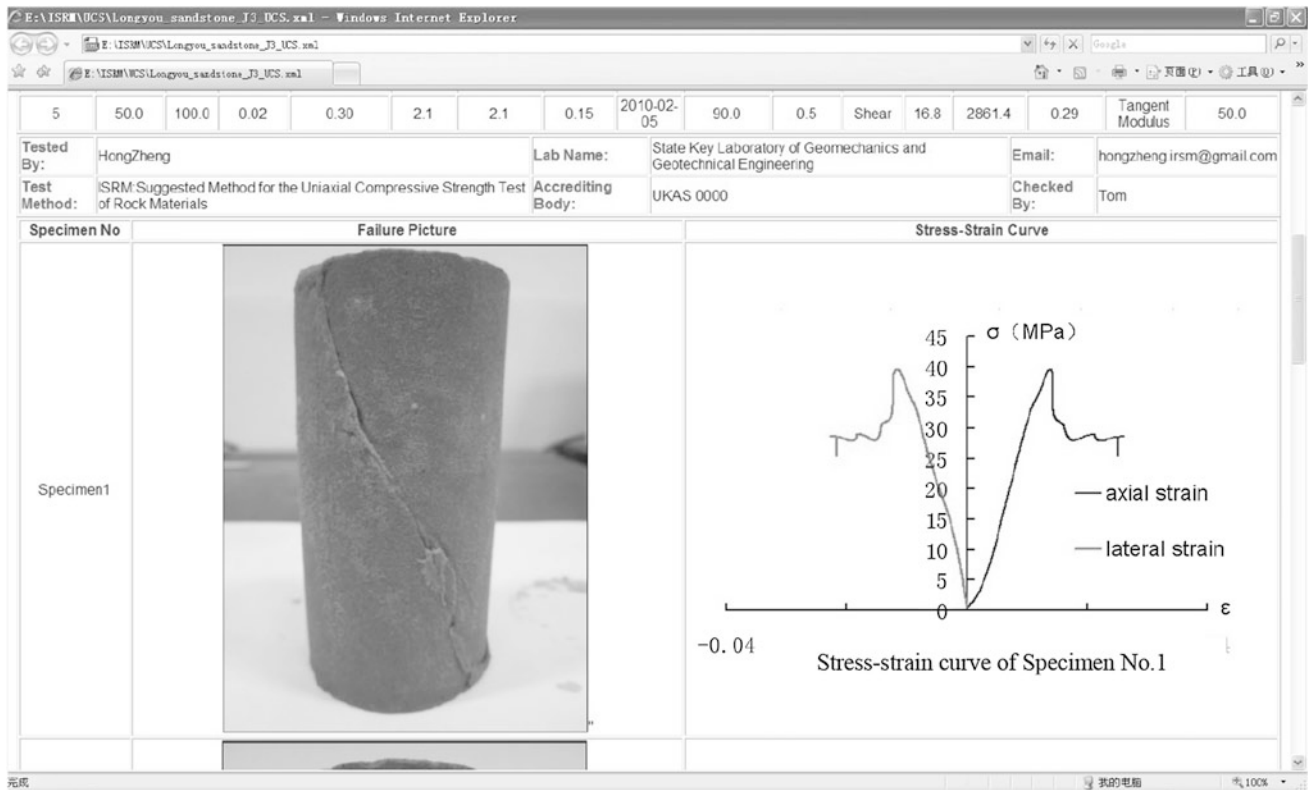 E:\ISRM\UCS\Longyou_sandstone_J3_UCS.xml - Windows Internet Explorer
E:\ISRM\UCS\Longyou_sandstone_J3_UCS.xml
Google
E:\ISRM\UCS\Longyou_sandstone_J3_UCS.xml
页面(P)
工具(O)
5 50.0 100.0 0.02 0.30 2.1 2.1 0.15 2010-02-05 90.0 0.5 Shear 16.8 2861.4 0.29 Tangent Modulus 50.0
Tested By: HongZheng Lab Name: State Key Laboratory of Geomechanics and Geotechnical Engineering Email: hongzheng.irsm@gmail.com
Test Method: ISRM:Suggested Method for the Uniaxial Compressive Strength Test of Rock Materials Accrediting Body: UKAS 0000 Checked By: Tom
Specimen No Failure Picture Stress-Strain Curve
Specimen1
σ (MPa)
45
40
35
30
25
20
15
10
5
0
ε
axial strain
lateral strain
-0.04
Stress-strain curve of Specimen No.1
完成
我的电脑
100%